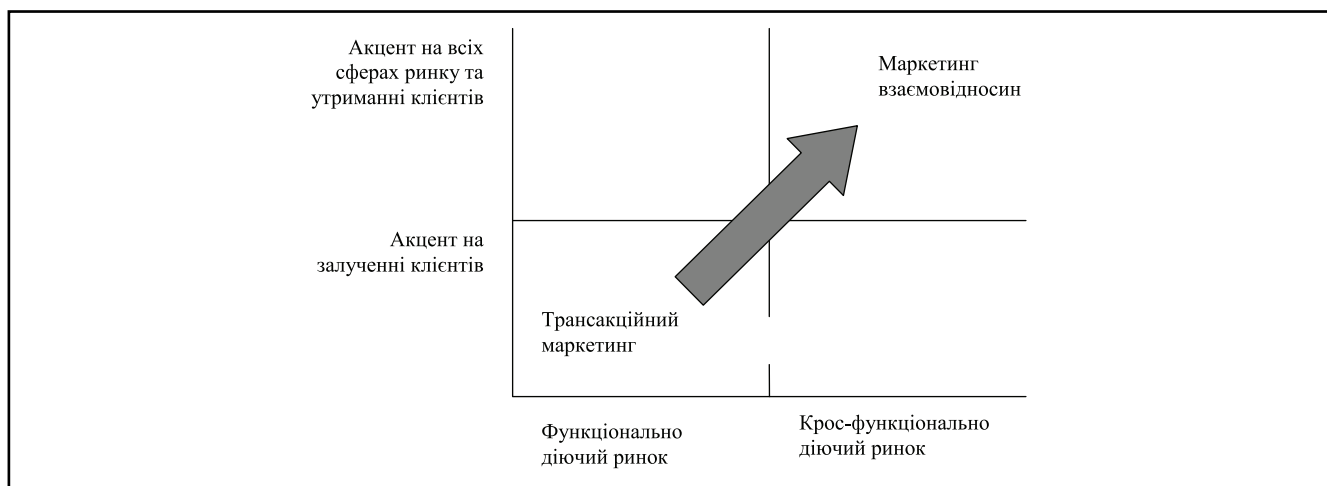 Акцент на всіх
сферах ринку та
утриманні клієнтів
Маркетинг
взаємовідносин
Акцент на
залученні клієнтів
Трансакційний
маркетинг
Функціонально
діючий ринок
Крос-функціонально
діючий ринок